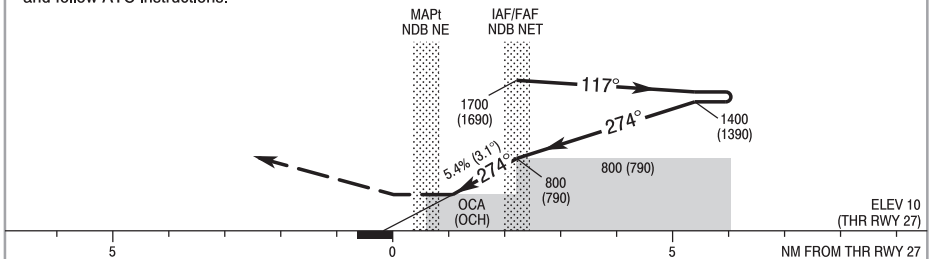 and follow ATC instructions.
MAPt
NDB NE
IAF/FAF
NDB NET
117°
1700
(1690)
1400
(1390)
274°
5.4% (3.1°)
274°
800 (790)
800
(790)
OCA
(OCH)
ELEV 10
(THR RWY 27)
5
0
5
NM FROM THR RWY 27